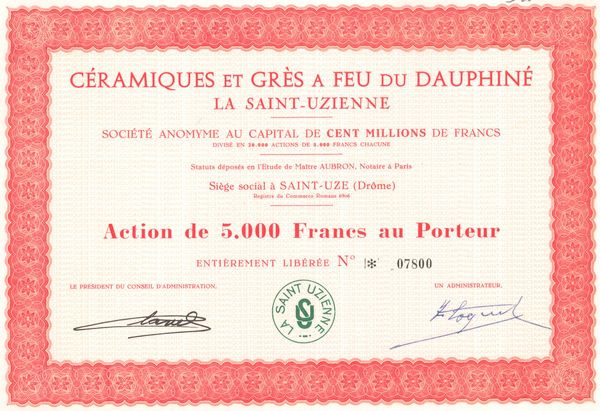 CÉRAMIQUES ET GRÈS A FEU DU DAUPHINÉ
LA SAINT-UZIENNE
SOCIÉTÉ ANONYME AU CAPITAL DE CENT MILLIONS DE FRANCS
DIVISÉ EN 20.000 ACTIONS DE 5.000 FRANCS CHACUNE
Statuts déposés en l'Étude de Maître AUBRON, Notaire à Paris
Siège social à SAINT-UZE (Drôme)
Registre du Commerce Romans
Action de 5.000 Francs au Porteur
ENTIÈREMENT LIBÉRÉE N° * 07800
LE PRÉSIDENT DU CONSEIL D'ADMINISTRATION,
UN ADMINISTRATEUR,
LA SAINT UZIENNE
SU